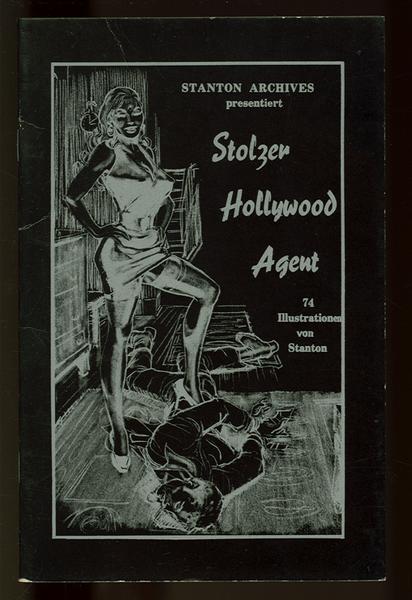 STANTON ARCHIVES
presentiert
Stolzer
Hollywood
Agent
74
Illustrationen
von
Stanton